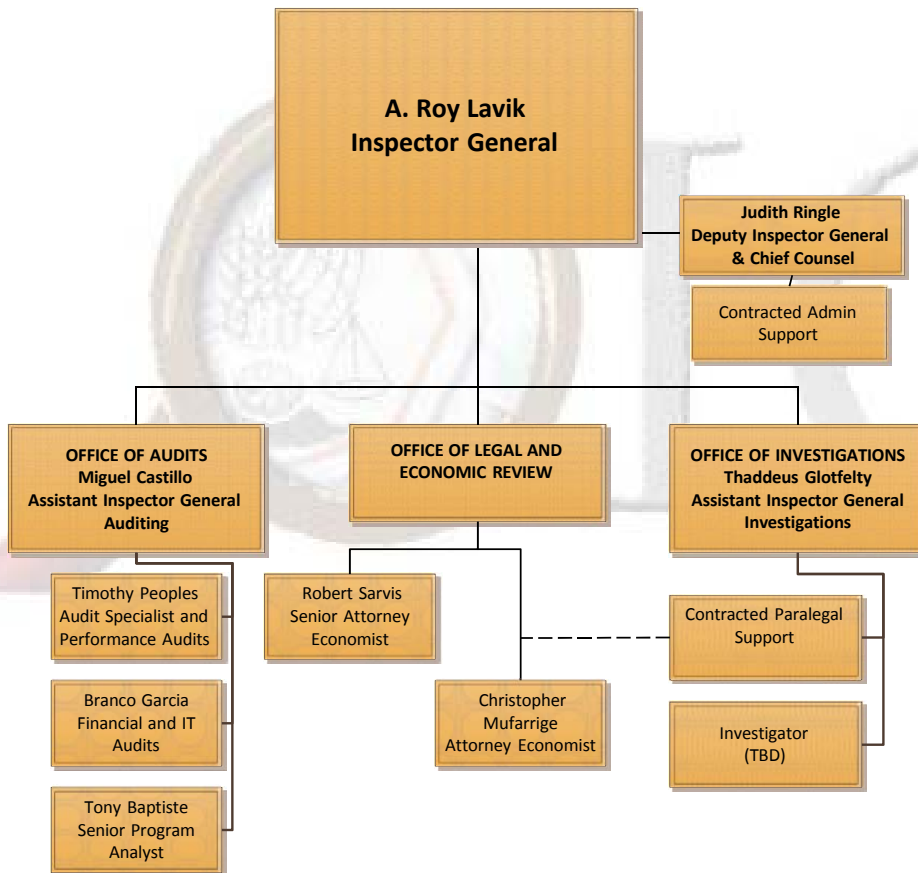 A. Roy Lavik
Inspector General
Judith Ringle
Deputy Inspector General
& Chief Counsel
Contracted Admin
Support
OFFICE OF AUDITS
Miguel Castillo
Assistant Inspector General
Auditing
OFFICE OF LEGAL AND
ECONOMIC REVIEW
OFFICE OF INVESTIGATIONS
Thaddeus Glotfelty
Assistant Inspector General
Investigations
Timothy Peoples
Audit Specialist and
Performance Audits
Robert Sarvis
Senior Attorney
Economist
Contracted Paralegal
Support
Branco Garcia
Financial and IT
Audits
Christopher
Mufarrige
Attorney Economist
Investigator
(TBD)
Tony Baptiste
Senior Program
Analyst